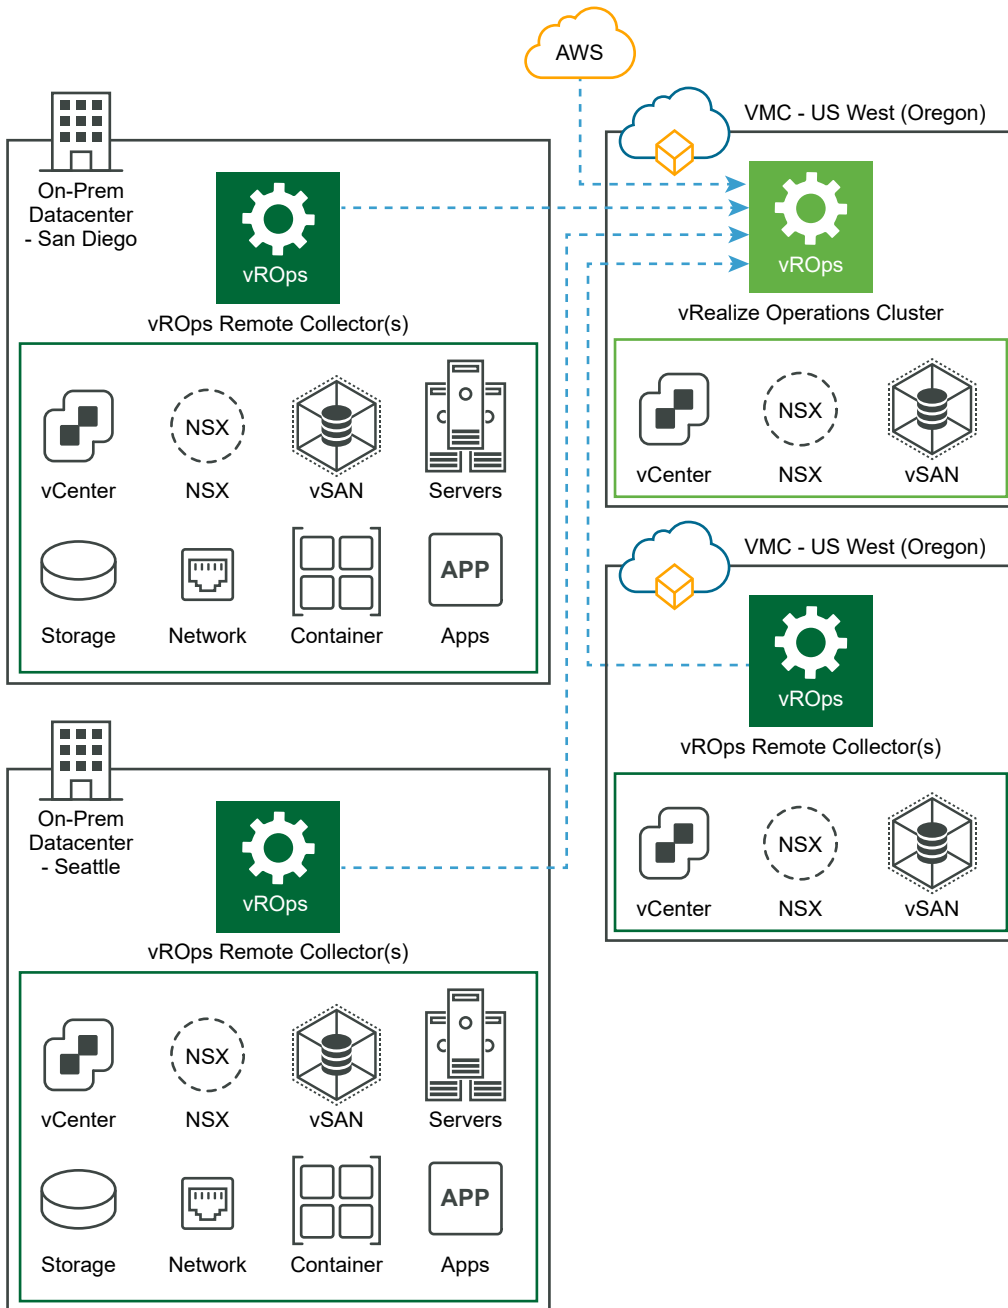 AWS
VMC - US West (Oregon)
On-Prem
Datacenter
- San Diego
vROps
vROps Remote Collector(s)
vROps
vRealize Operations Cluster
NSX
vCenter
NSX
vSAN
Servers
APP
Storage
Network
Container
Apps
NSX
vCenter
NSX
vSAN
VMC - US West (Oregon)
vROps
vROps Remote Collector(s)
NSX
vCenter
NSX
vSAN
On-Prem
Datacenter
- Seattle
vROps
vROps Remote Collector(s)
NSX
vCenter
NSX
vSAN
Servers
APP
Storage
Network
Container
Apps